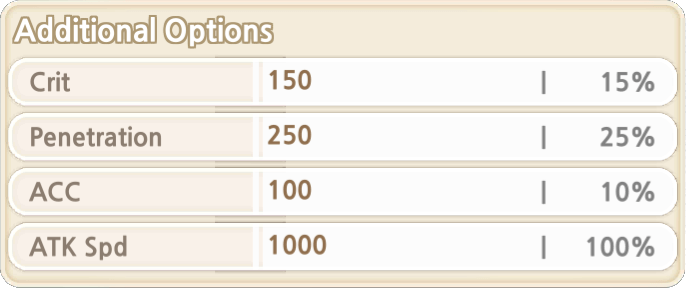 Additional Options
Crit 150 | 15%
Penetration 250 | 25%
ACC 100 | 10%
ATK Spd 1000 | 100%